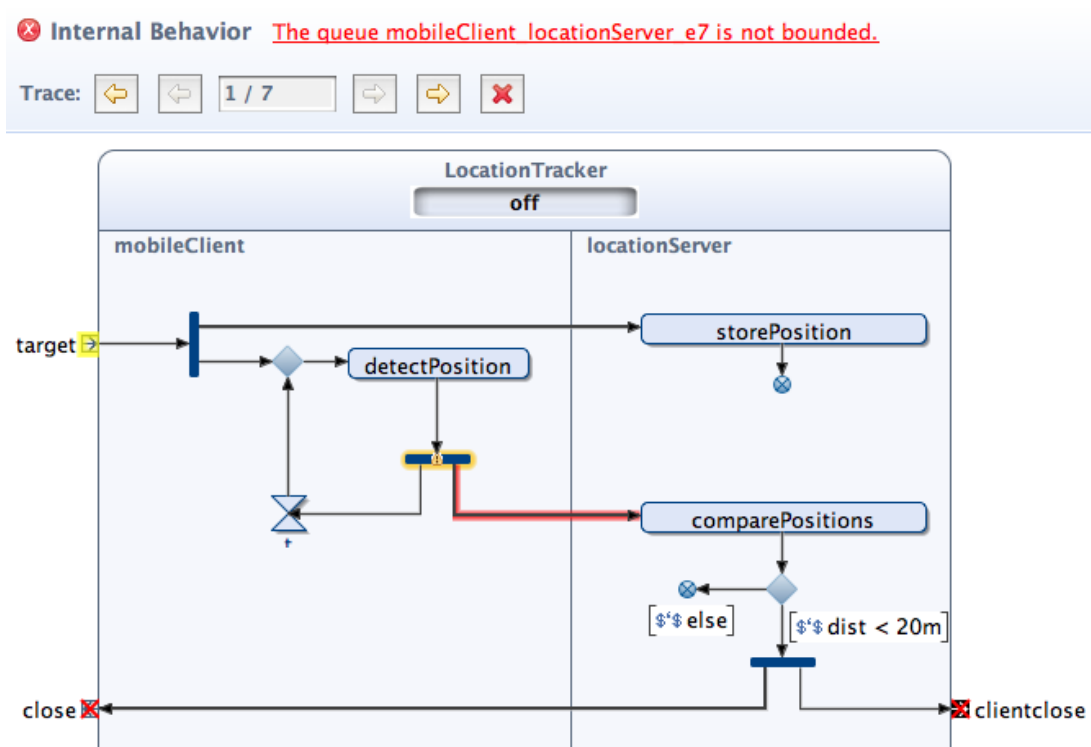 Internal Behavior The queue mobileClient_locationServer_e7 is not bounded.
Trace: 1 / 7
LocationTracker
off
mobileClient locationServer
target
storePosition
detectPosition
t
comparePositions
[$'$ else] [$'$ dist < 20m]
close clientclose